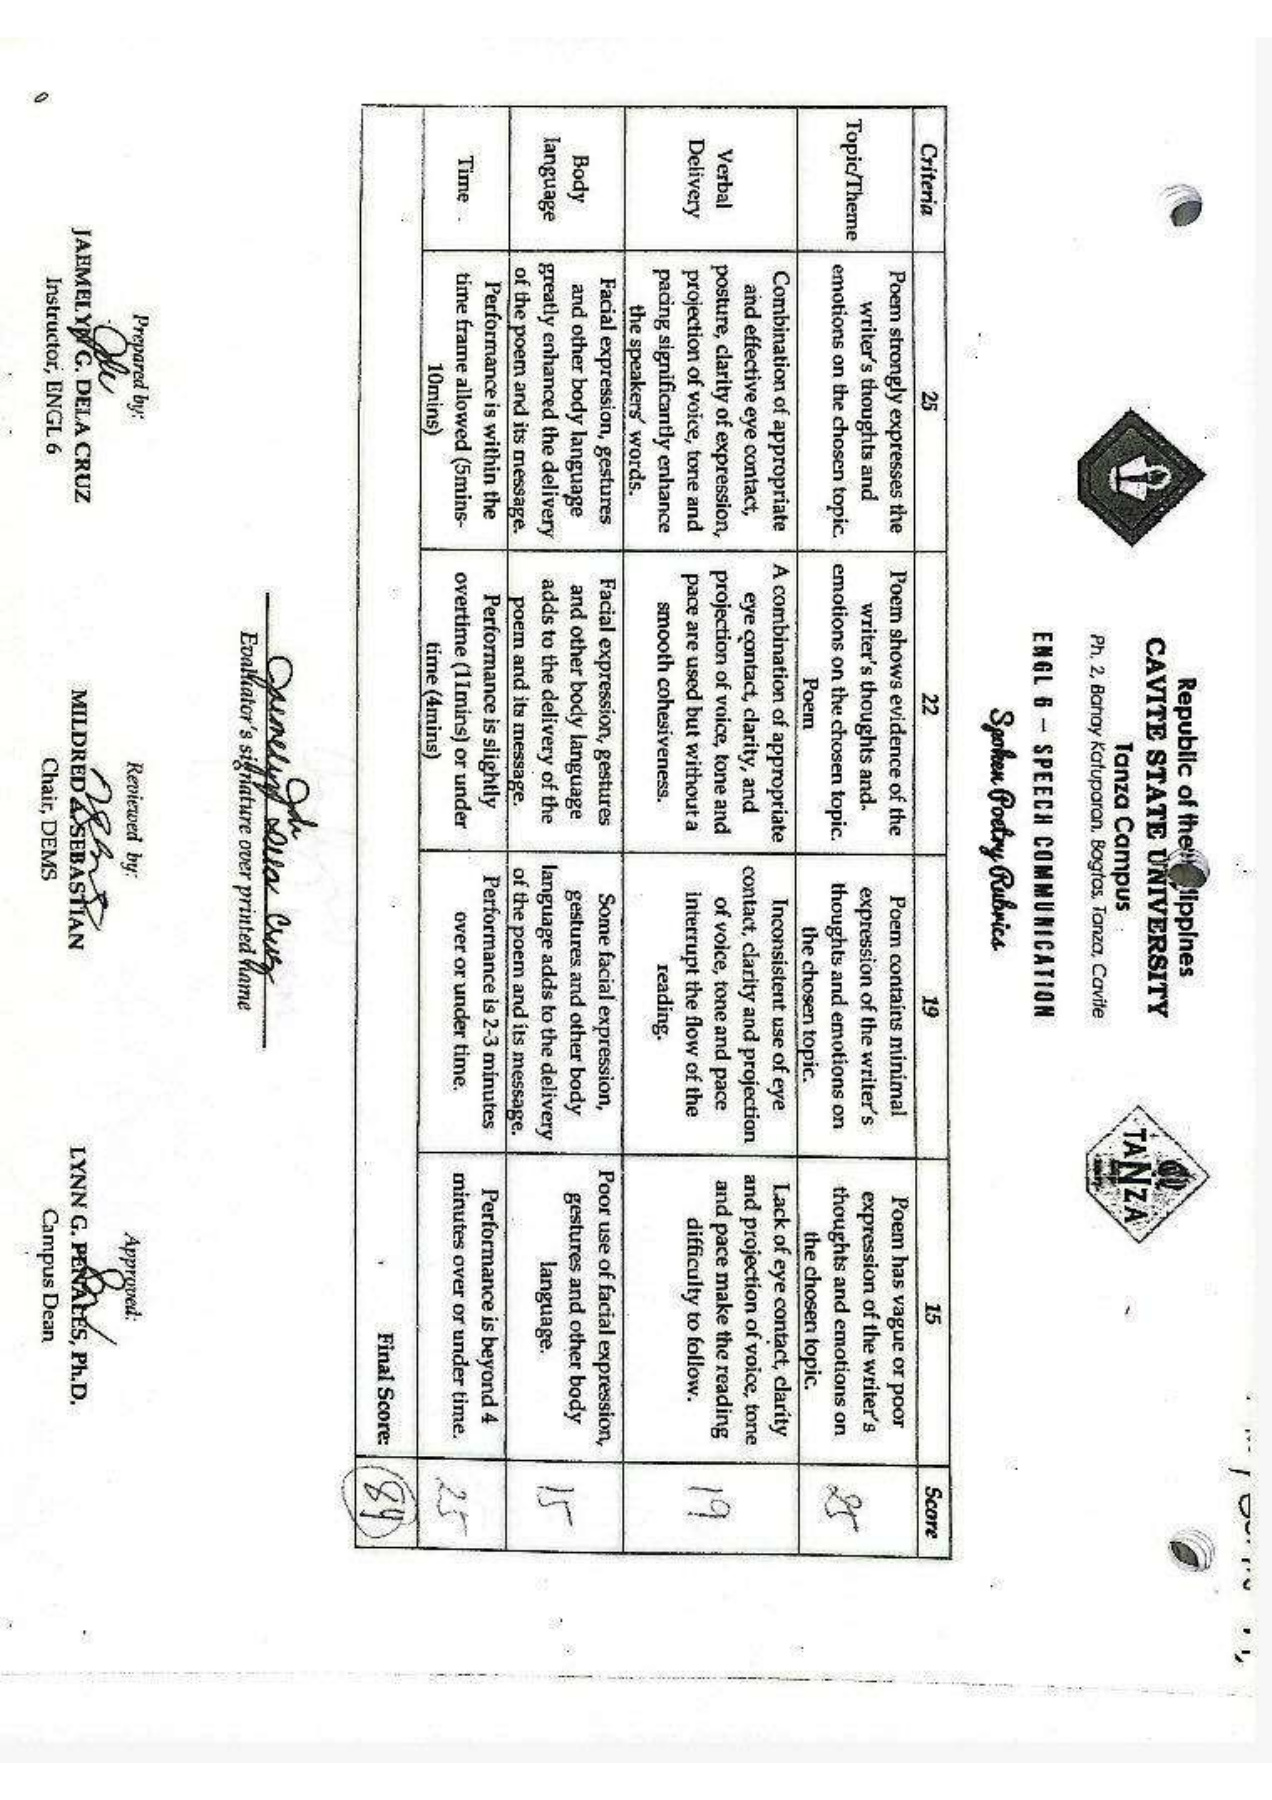 Republic of the Philippines
CAVITE STATE UNIVERSITY
Tanza Campus
Ph. 2, Bahay Katuparan, Bagtas, Tanza, Cavite
TANZA
ENGL 6 – SPEECH COMMUNICATION
Spoken Poetry Rubrics
Criteria 25 22 19 15 Score
Topic/Theme
Poem strongly expresses the
writer's thoughts and
emotions on the chosen topic.
Poem shows evidence of the
writer's thoughts and.
emotions on the chosen topic.
Poem
Poem contains minimal
expression of the writer's
thoughts and emotions on
the chosen topic.
Poem has vague or poor
expression of the writer's
thoughts and emotions on
the chosen topic.
25
Verbal
Delivery
Combination of appropriate
and effective eye contact,
posture, clarity of expression,
projection of voice, tone and
pacing significantly enhance
the speakers' words.
A combination of appropriate
eye contact, clarity, and
projection of voice, tone and
pace are used but without a
smooth cohesiveness.
Inconsistent use of eye
contact, clarity and projection
of voice, tone and pace
interrupt the flow of the
reading.
Lack of eye contact, clarity
and projection of voice, tone
and pace make the reading
difficulty to follow.
19
Body
language
Facial expression, gestures
and other body language
greatly enhanced the delivery
of the poem and its message.
Facial expression, gestures
and other body language
adds to the delivery of the
poem and its message.
Some facial expression,
gestures and other body
language adds to the delivery
of the poem and its message.
Poor use of facial expression,
gestures and other body
language.
15
Time
Performance is within the
time frame allowed (5mins-
10mins)
Performance is slightly
overtime (11mins) or under
time (4mins)
Performance is 2-3 minutes
over or under time.
Performance is beyond 4
minutes over or under time.
25
Final Score: 84
Jaemelyn Dela Cruz
Evaluator's signature over printed name
Prepared by:
JAEMELYN G. DELA CRUZ
Instructor, ENGL 6
Reviewed by:
MILDRED A. SEBASTIAN
Chair, DEMS
Approved:
LYNN G. PENALES, Ph.D.
Campus Dean